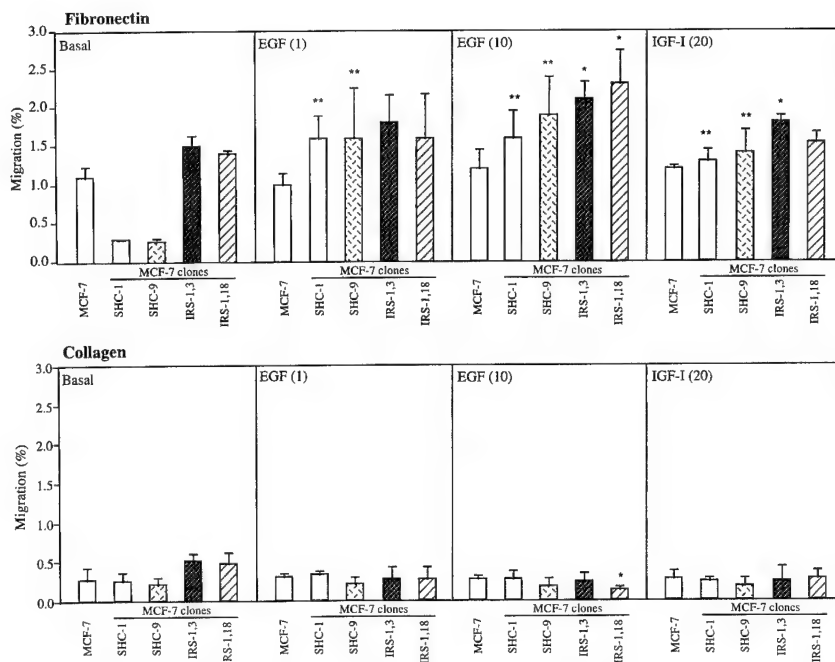 Fibronectin
Basal
EGF (1)
EGF (10)
IGF-I (20)
Migration (%)
3.0
2.5
2.0
1.5
1.0
0.5
0.0
** **
** ** * *
** ** *
MCF-7 clones
MCF-7 clones
MCF-7 clones
MCF-7 clones
MCF-7 SHC-1 SHC-9 IRS-1,3 IRS-1,18
MCF-7 SHC-1 SHC-9 IRS-1,3 IRS-1,18
MCF-7 SHC-1 SHC-9 IRS-1,3 IRS-1,18
MCF-7 SHC-1 SHC-9 IRS-1,3 IRS-1,18
Collagen
Basal
EGF (1)
EGF (10)
IGF-I (20)
Migration (%)
3.0
2.5
2.0
1.5
1.0
0.5
0.0
*
MCF-7 clones
MCF-7 clones
MCF-7 clones
MCF-7 clones
MCF-7 SHC-1 SHC-9 IRS-1,3 RS-1,18
MCF-7 SHC-1 SHC-9 IRS-1,3 IRS-1,18
MCF-7 SHC-1 SHC-9 IRS-1,3 IRS-1,18
MCF-7 SHC-1 SHC-9 IRS-1,3 IRS-1,18